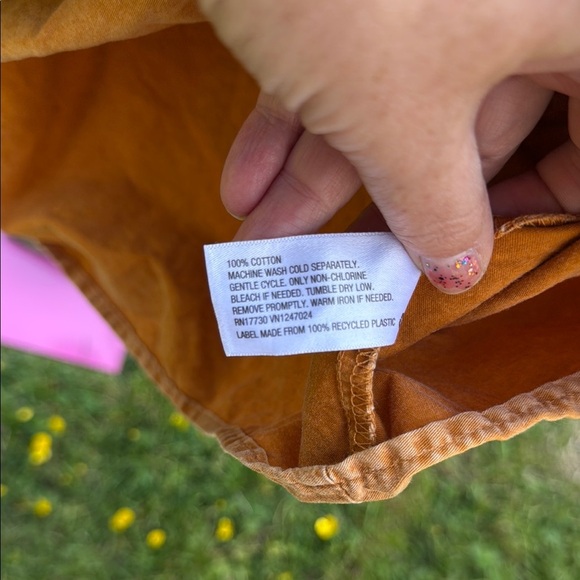 100% COTTON
MACHINE WASH COLD SEPARATELY.
GENTLE CYCLE. ONLY NON-CHLORINE
BLEACH IF NEEDED. TUMBLE DRY LOW.
REMOVE PROMPTLY. WARM IRON IF NEEDED.
RN17730 VN1247024
LABEL MADE FROM 100% RECYCLED PLASTIC